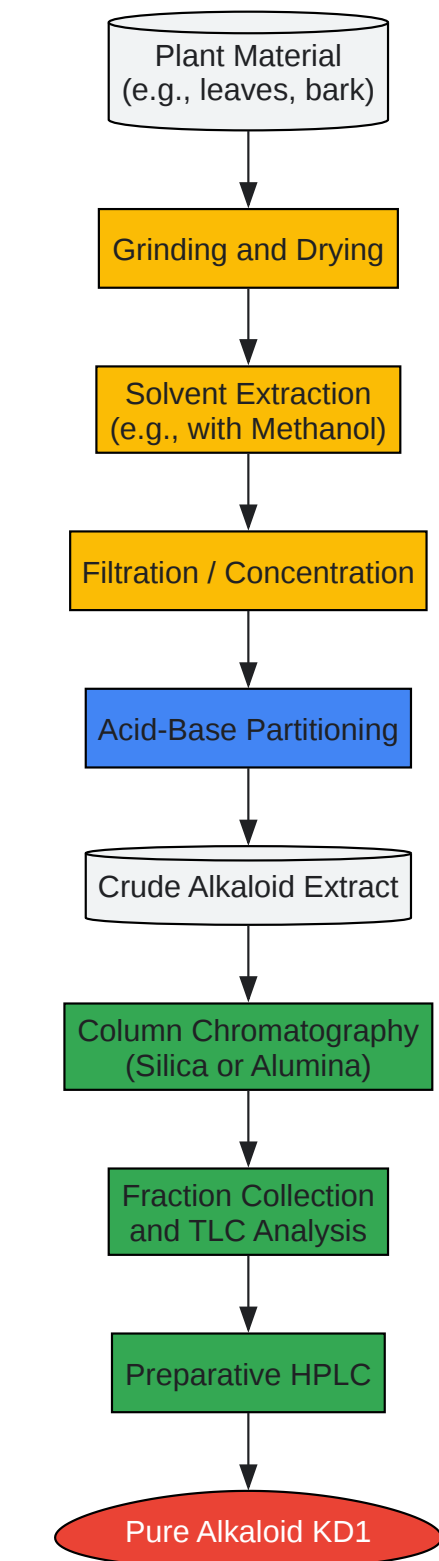 Plant Material
(e.g., leaves, bark)
Grinding and Drying
Solvent Extraction
(e.g., with Methanol)
Filtration / Concentration
Acid-Base Partitioning
Crude Alkaloid Extract
Column Chromatography
(Silica or Alumina)
Fraction Collection
and TLC Analysis
Preparative HPLC
Pure Alkaloid KD1